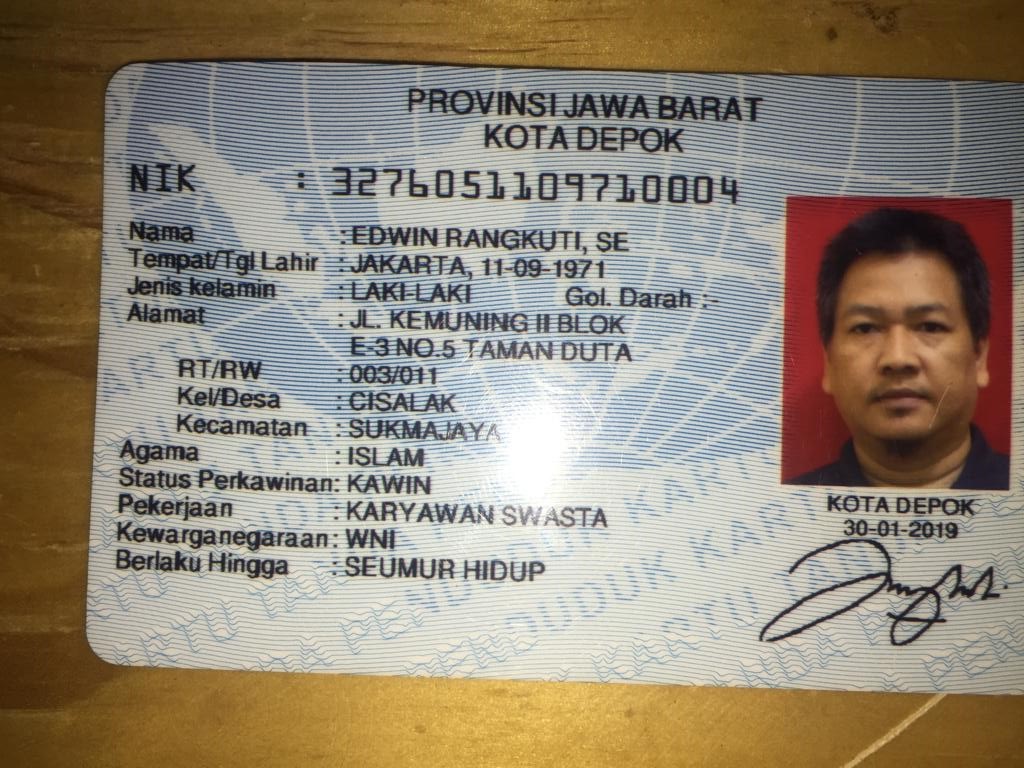 PROVINSI JAWA BARAT
KOTA DEPOK
NIK : 3276051109710004
Nama : EDWIN RANGKUTI, SE
Tempat/Tgl Lahir : JAKARTA, 11-09-1971
Jenis kelamin : LAKI-LAKI Gol. Darah :-
Alamat : JL. KEMUNING II BLOK
E-3 NO.5 TAMAN DUTA
RT/RW : 003/011
Kel/Desa : CISALAK
Kecamatan : SUKMAJAYA
Agama : ISLAM
Status Perkawinan: KAWIN
Pekerjaan : KARYAWAN SWASTA
Kewarganegaraan: WNI
Berlaku Hingga : SEUMUR HIDUP
KOTA DEPOK
30-01-2019